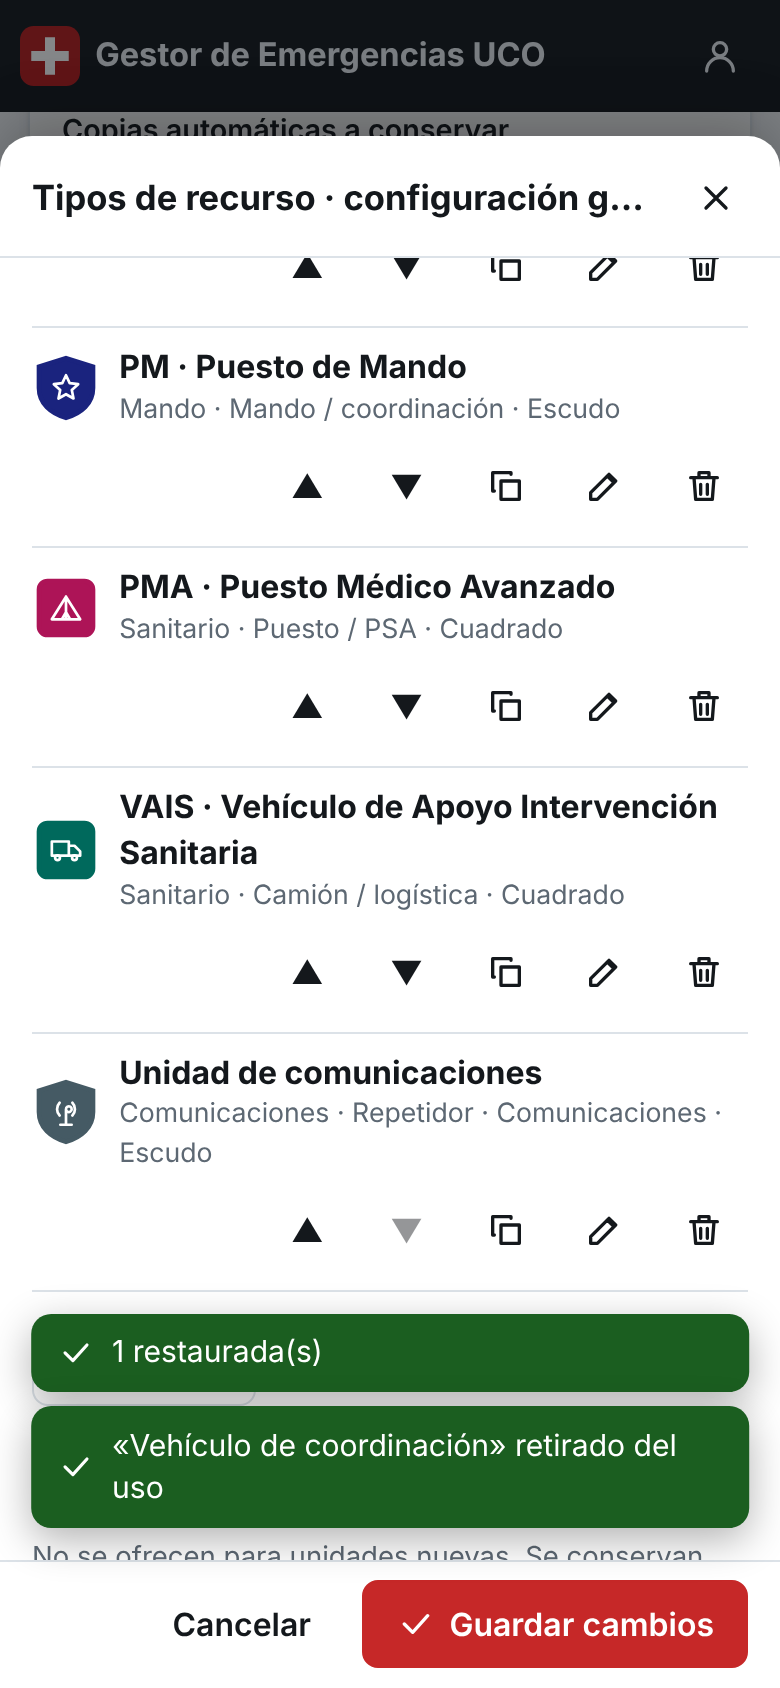 Gestor de Emergencias UCO
Copias automáticas a conservar
Tipos de recurso · configuración g...
PM · Puesto de Mando
Mando · Mando / coordinación · Escudo
PMA · Puesto Médico Avanzado
Sanitario · Puesto / PSA · Cuadrado
VAIS · Vehículo de Apoyo Intervención
Sanitaria
Sanitario · Camión / logística · Cuadrado
Unidad de comunicaciones
Comunicaciones · Repetidor · Comunicaciones ·
Escudo
1 restaurada(s)
«Vehículo de coordinación» retirado del
uso
No se ofrecen para unidades nuevas. Se conservan
Cancelar
Guardar cambios